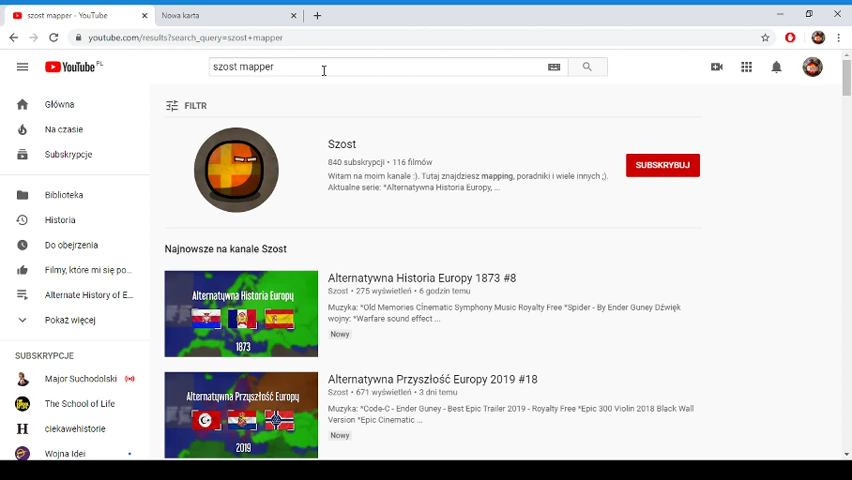 szost mapper - YouTube
Nowa karta
youtube.com/results?search_query=szost+mapper
YouTube PL
szost mapper
Główna
Na czasie
Subskrypcje
Biblioteka
Historia
Do obejrzenia
Filmy, które mi się po...
Alternate History of E...
Pokaż więcej
SUBSKRYPCJE
Major Suchodolski
The School of Life
H ciekawehistorie
Wojna Idei
FILTR
Szost
840 subskrypcji • 116 filmów
Witam na moim kanale :). Tutaj znajdziesz mapping, poradniki i wiele innych ;).
Aktualne serie: *Alternatywna Historia Europy, ...
SUBSKRYBUJ
Najnowsze na kanale Szost
Alternatywna Historia Europy
1873
Alternatywna Historia Europy 1873 #8
Szost • 275 wyświetleń • 6 godzin temu
Muzyka: *Old Memories Cinematic Symphony Music Royalty Free *Spider - By Ender Guney Dźwięk
wojny: *Warfare sound effect ...
Nowy
Alternatywna Przyszłość Europy
2019
Alternatywna Przyszłość Europy 2019 #18
Szost • 671 wyświetleń • 3 dni temu
Muzyka: *Code-C - Ender Guney - Best Epic Trailer 2019 - Royalty Free *Epic 300 Violin 2018 Black Wall
Version *Epic Cinematic ...
Nowy